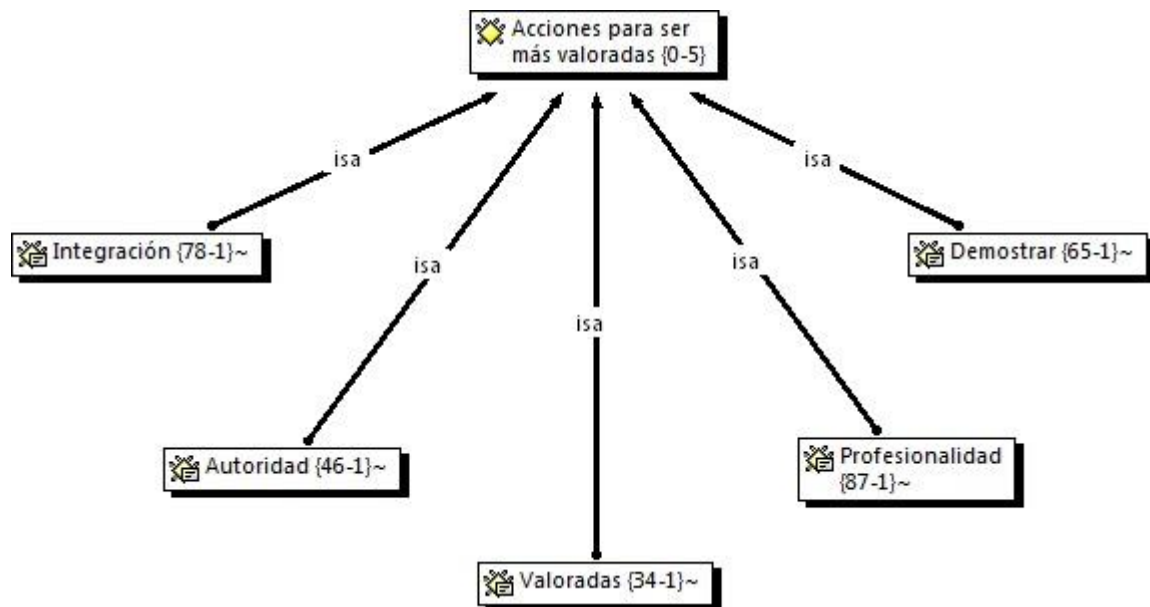 Acciones para ser
más valoradas {0-5}
isa
isa
Integración {78-1}~
Demostrar {65-1}~
isa
isa
isa
Autoridad {46-1}~
Profesionalidad
{87-1}~
Valoradas {34-1}~